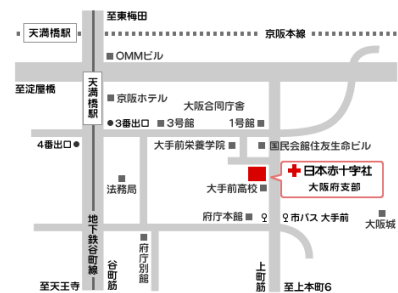 至東梅田
天満橋駅
京阪本線
OMMビル
至淀屋橋
天満橋駅
京阪ホテル
大阪合同庁舎
3番出口
3号館
1号館
4番出口
大手前栄養学院
国民会館住友生命ビル
日本赤十字社
大阪府支部
法務局
大手前高校
府庁本館
市バス 大手前
大阪城
地下鉄谷町線
府庁別館
谷町筋
上町筋
至天王寺
至上本町6